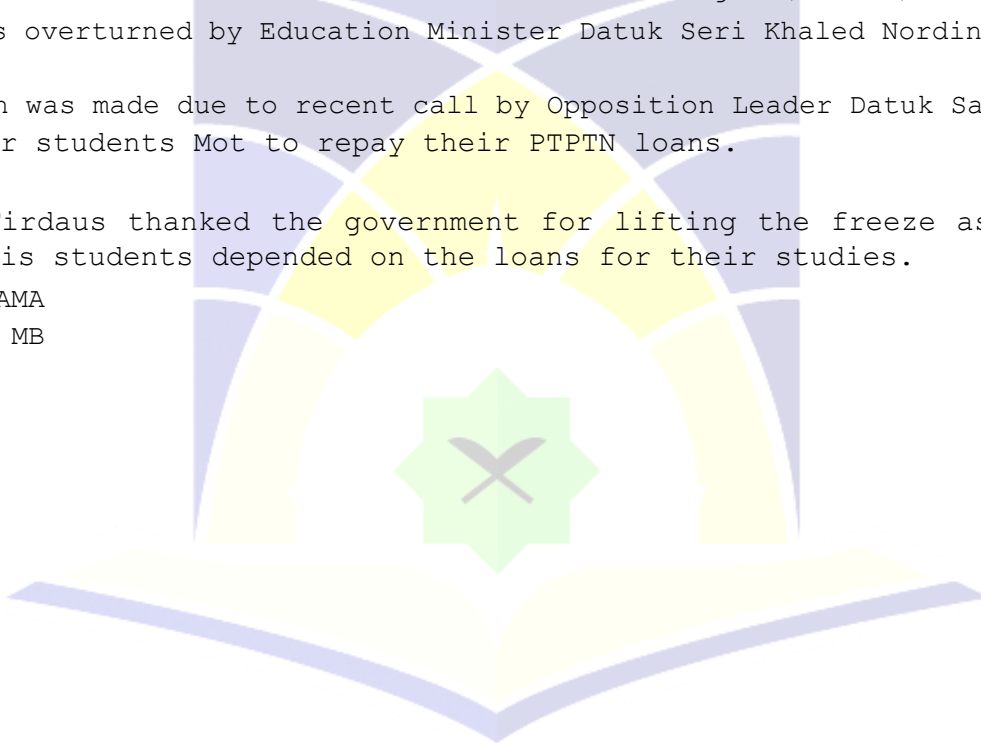 s overturned by Education Minister Datuk Seri Khaled Nordin
n was made due to recent call by Opposition Leader Datuk Sa
r students Mot to repay their PTPTN loans.
Firdaus thanked the government for lifting the freeze as
is students depended on the loans for their studies.
AMA
MB